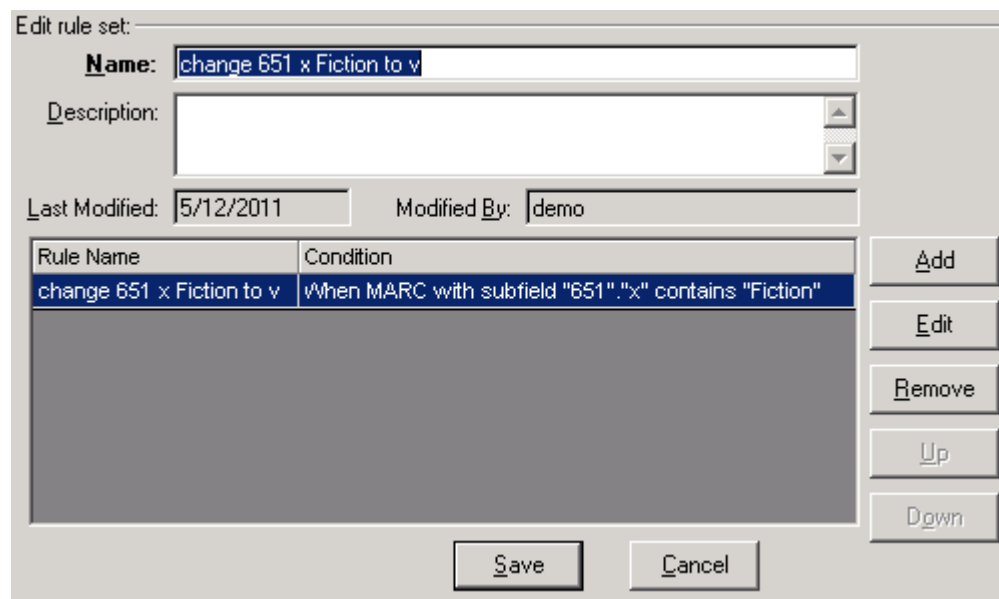 Edit rule set:
Name: change 651 x Fiction to v
Description:
Last Modified: 5/12/2011 Modified By: demo
Rule Name Condition
change 651 x Fiction to v When MARC with subfield "651"."x" contains "Fiction"
Add
Edit
Remove
Up
Down
Save Cancel